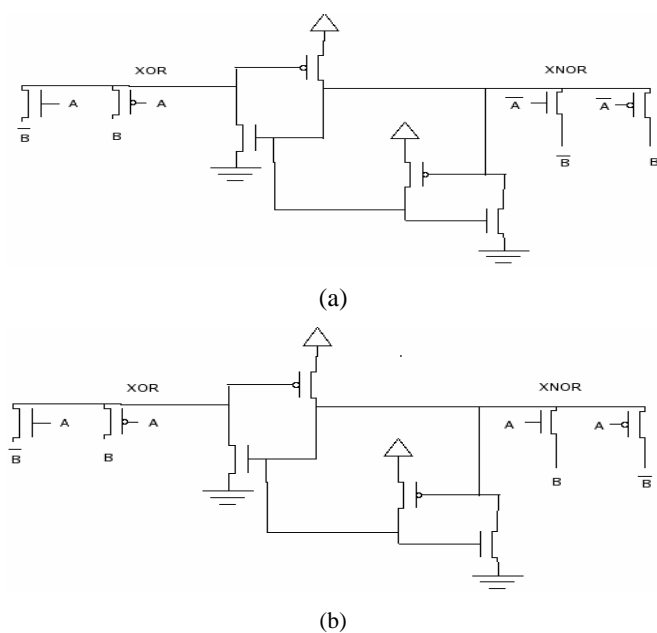 XOR XNOR
A A A̅ A̅
B̅ B B̅ B
(a)
XOR XNOR
A A A A
B̅ B B B̅
(b)